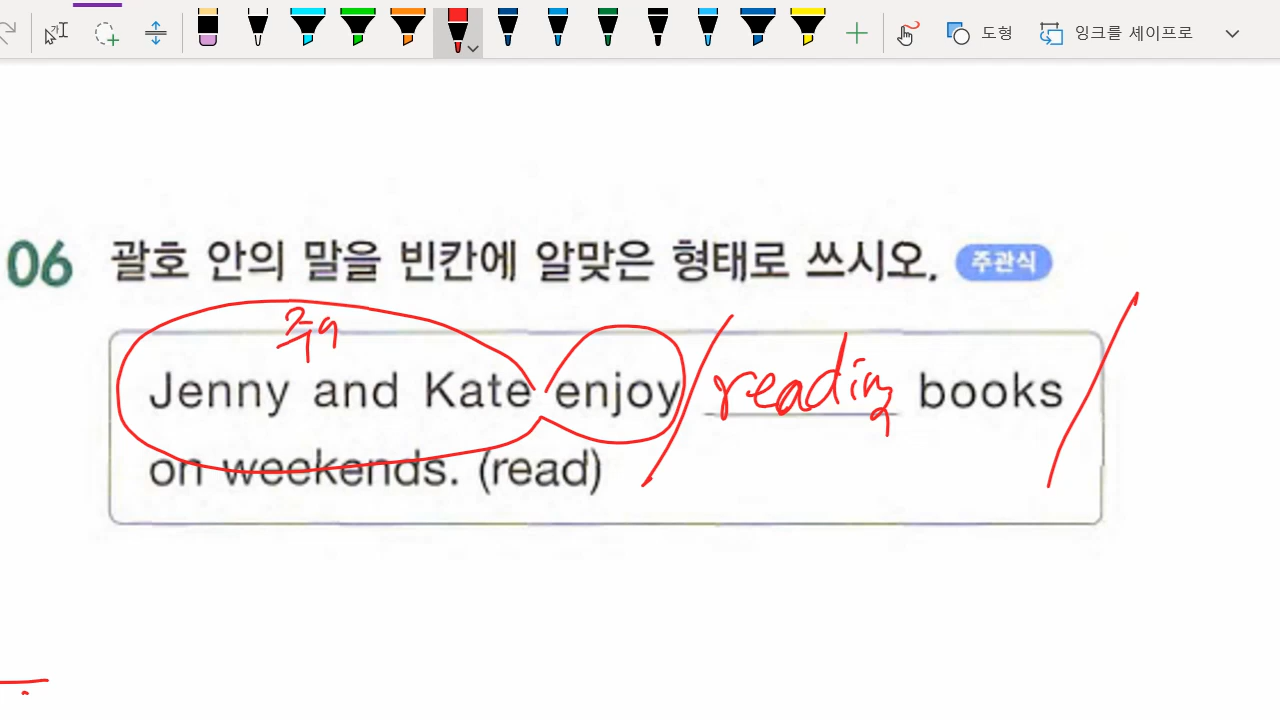 도형
잉크를 셰이프로
06 괄호 안의 말을 빈칸에 알맞은 형태로 쓰시오. 주관식
주어
Jenny and Kate enjoy reading books
on weekends. (read)